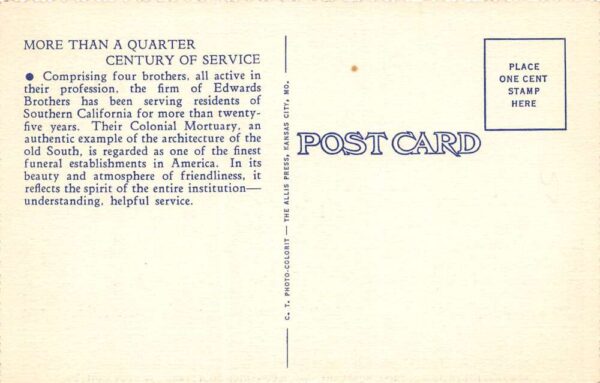 MORE THAN A QUARTER
CENTURY OF SERVICE
● Comprising four brothers, all active in
their profession, the firm of Edwards
Brothers has been serving residents of
Southern California for more than twenty-
five years. Their Colonial Mortuary, an
authentic example of the architecture of the
old South, is regarded as one of the finest
funeral establishments in America. In its
beauty and atmosphere of friendliness, it
reflects the spirit of the entire institution—
understanding, helpful service.
C. T. PHOTO-COLORIT — THE ALLIS PRESS, KANSAS CITY, MO.
POST CARD
PLACE
ONE CENT
STAMP
HERE